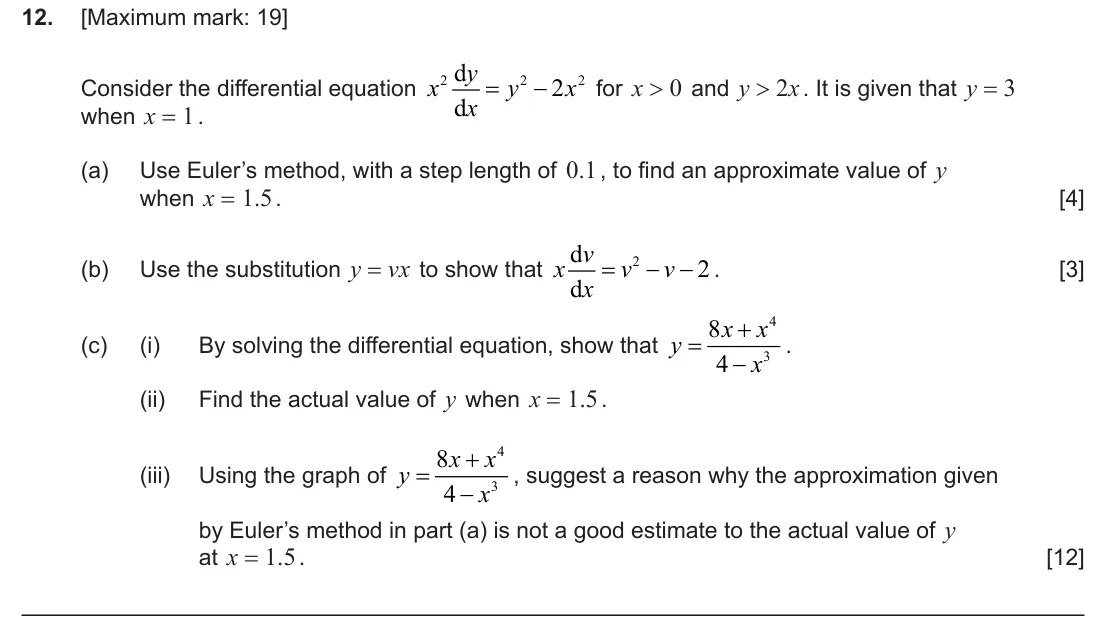 12. [Maximum mark: 19]
Consider the differential equation x² dy/dx = y² − 2x² for x > 0 and y > 2x. It is given that y = 3
when x = 1.
(a) Use Euler's method, with a step length of 0.1, to find an approximate value of y
when x = 1.5. [4]
(b) Use the substitution y = vx to show that x dv/dx = v² − v − 2. [3]
(c) (i) By solving the differential equation, show that y = (8x + x⁴)/(4 − x³).
(ii) Find the actual value of y when x = 1.5.
(iii) Using the graph of y = (8x + x⁴)/(4 − x³), suggest a reason why the approximation given
by Euler's method in part (a) is not a good estimate to the actual value of y
at x = 1.5. [12]